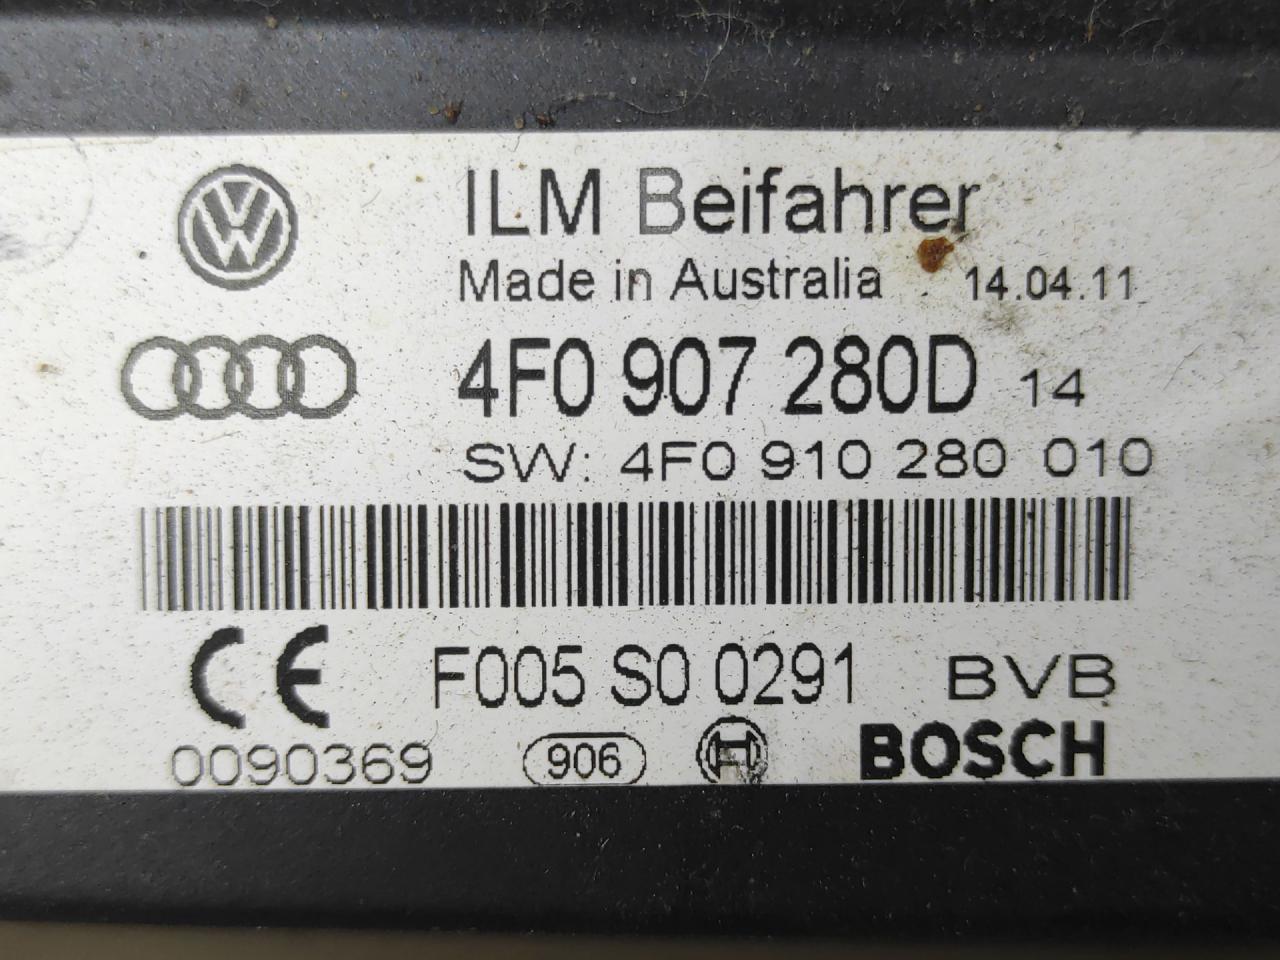 ILM Beifahrer
Made in Australia 14.04.11
4F0 907 280D 14
SW: 4F0 910 280 010
CE F005 S0 0291 BVB
0090369 906 BOSCH